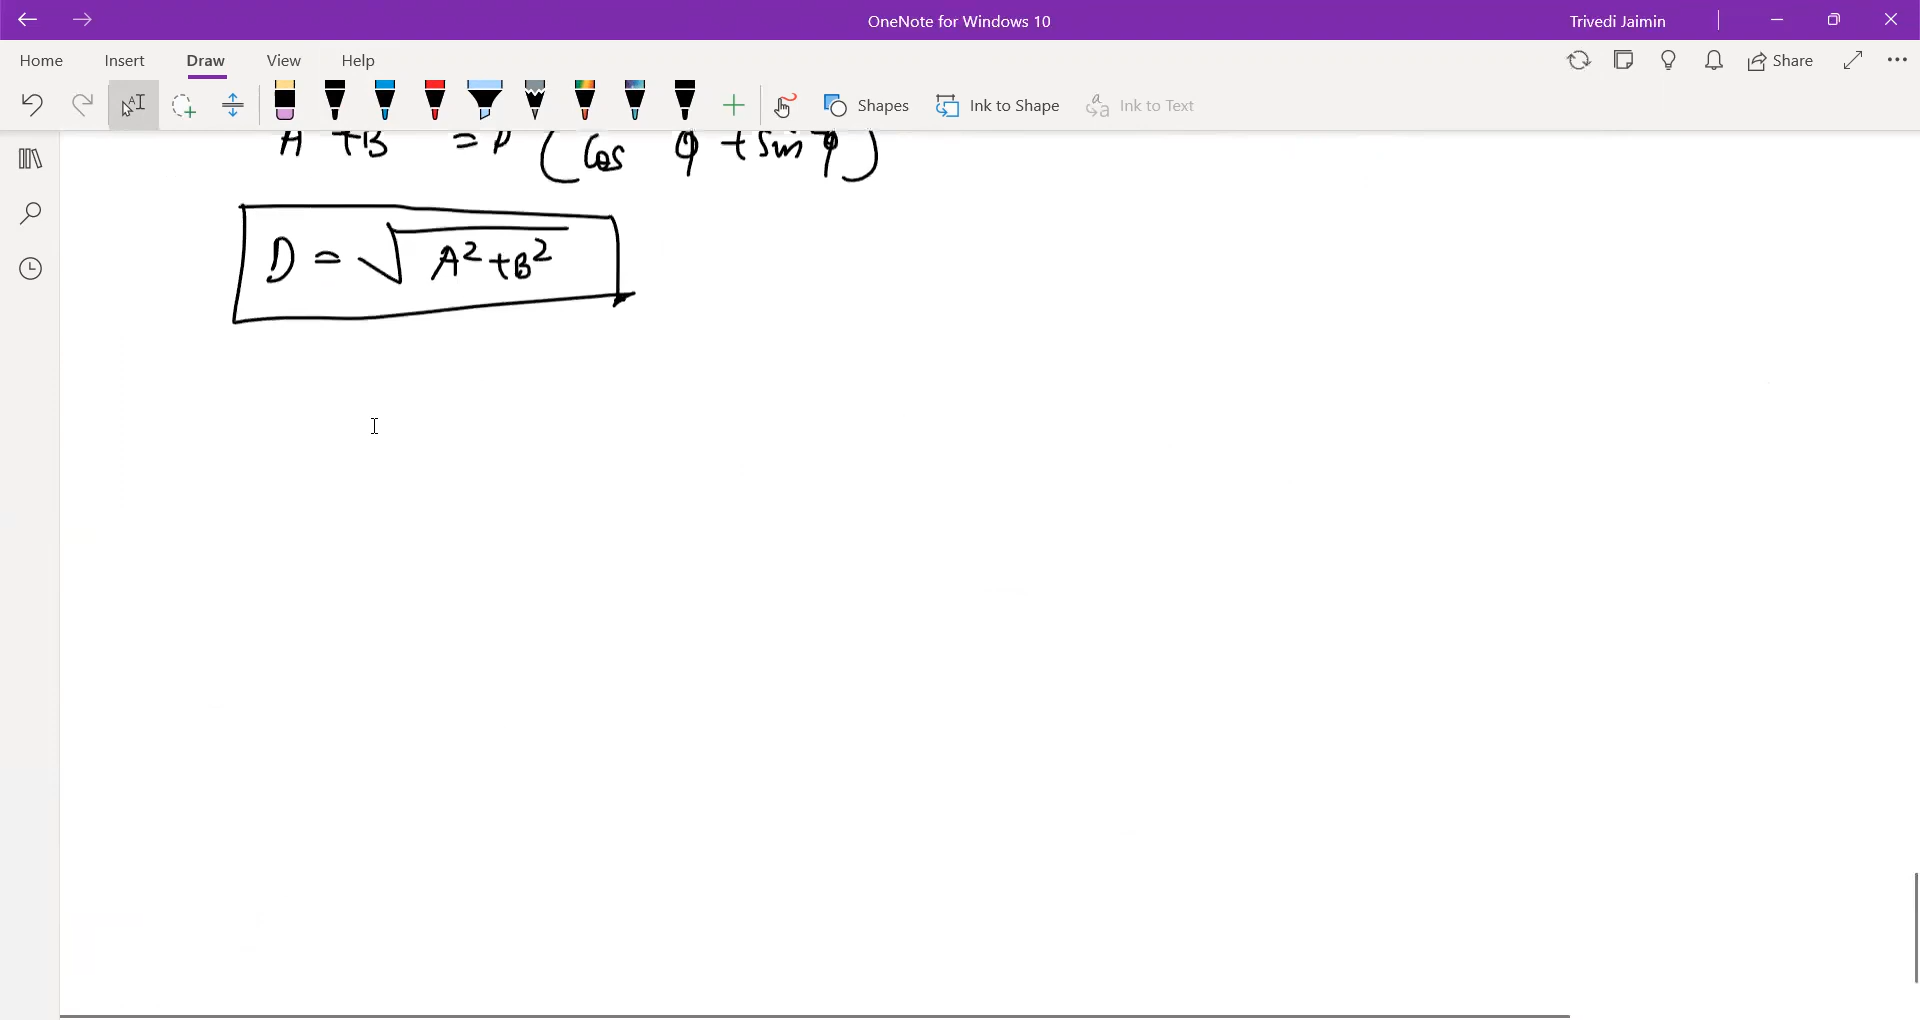 OneNote for Windows 10 Trivedi Jaimin
Home Insert Draw View Help Share
Shapes Ink to Shape Ink to Text
A + B = (Cos φ + Sin φ)
D = √A²+B²